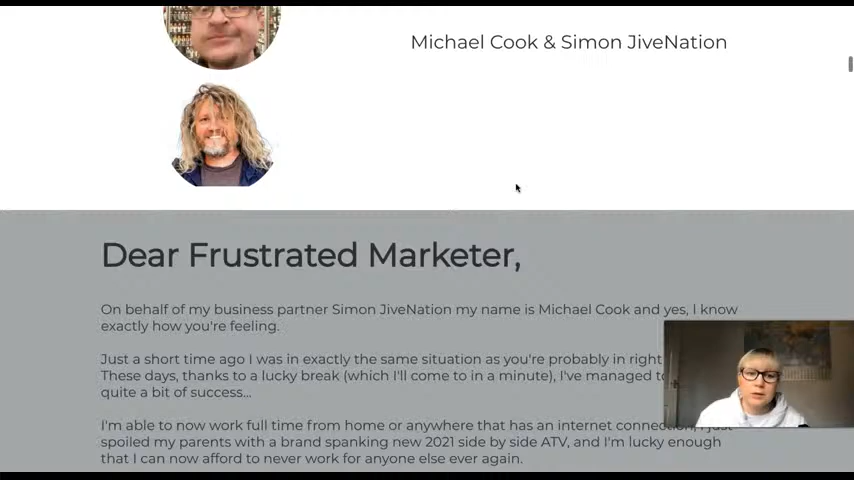 Michael Cook & Simon JiveNation
Dear Frustrated Marketer,
On behalf of my business partner Simon JiveNation my name is Michael Cook and yes, I know
exactly how you're feeling.
Just a short time ago I was in exactly the same situation as you're probably in right
These days, thanks to a lucky break (which I'll come to in a minute), I've managed to
quite a bit of success...
I'm able to now work full time from home or anywhere that has an internet connection, I just
spoiled my parents with a brand spanking new 2021 side by side ATV, and I'm lucky enough
that I can now afford to never work for anyone else ever again.